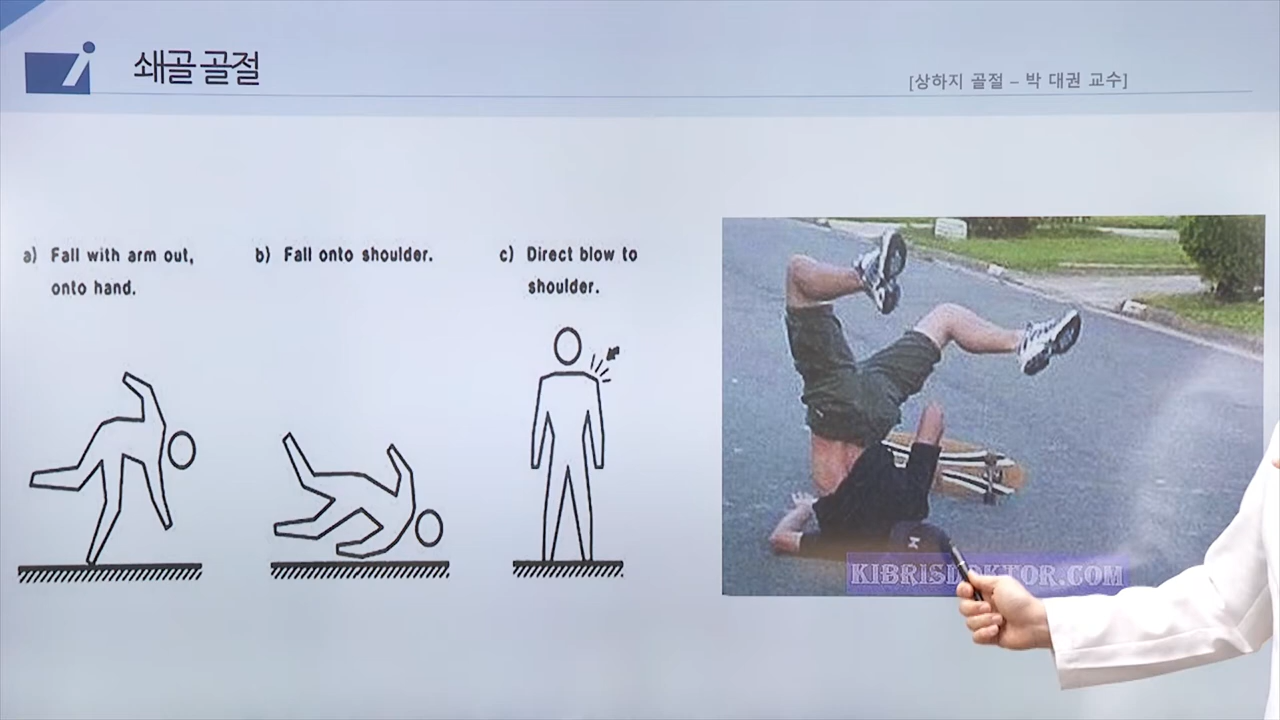 쇄골 골절
[상하지 골절 – 박 대권 교수]
a) Fall with arm out,
onto hand.
b) Fall onto shoulder.
c) Direct blow to
shoulder.
KIBRISDOKTOR.COM